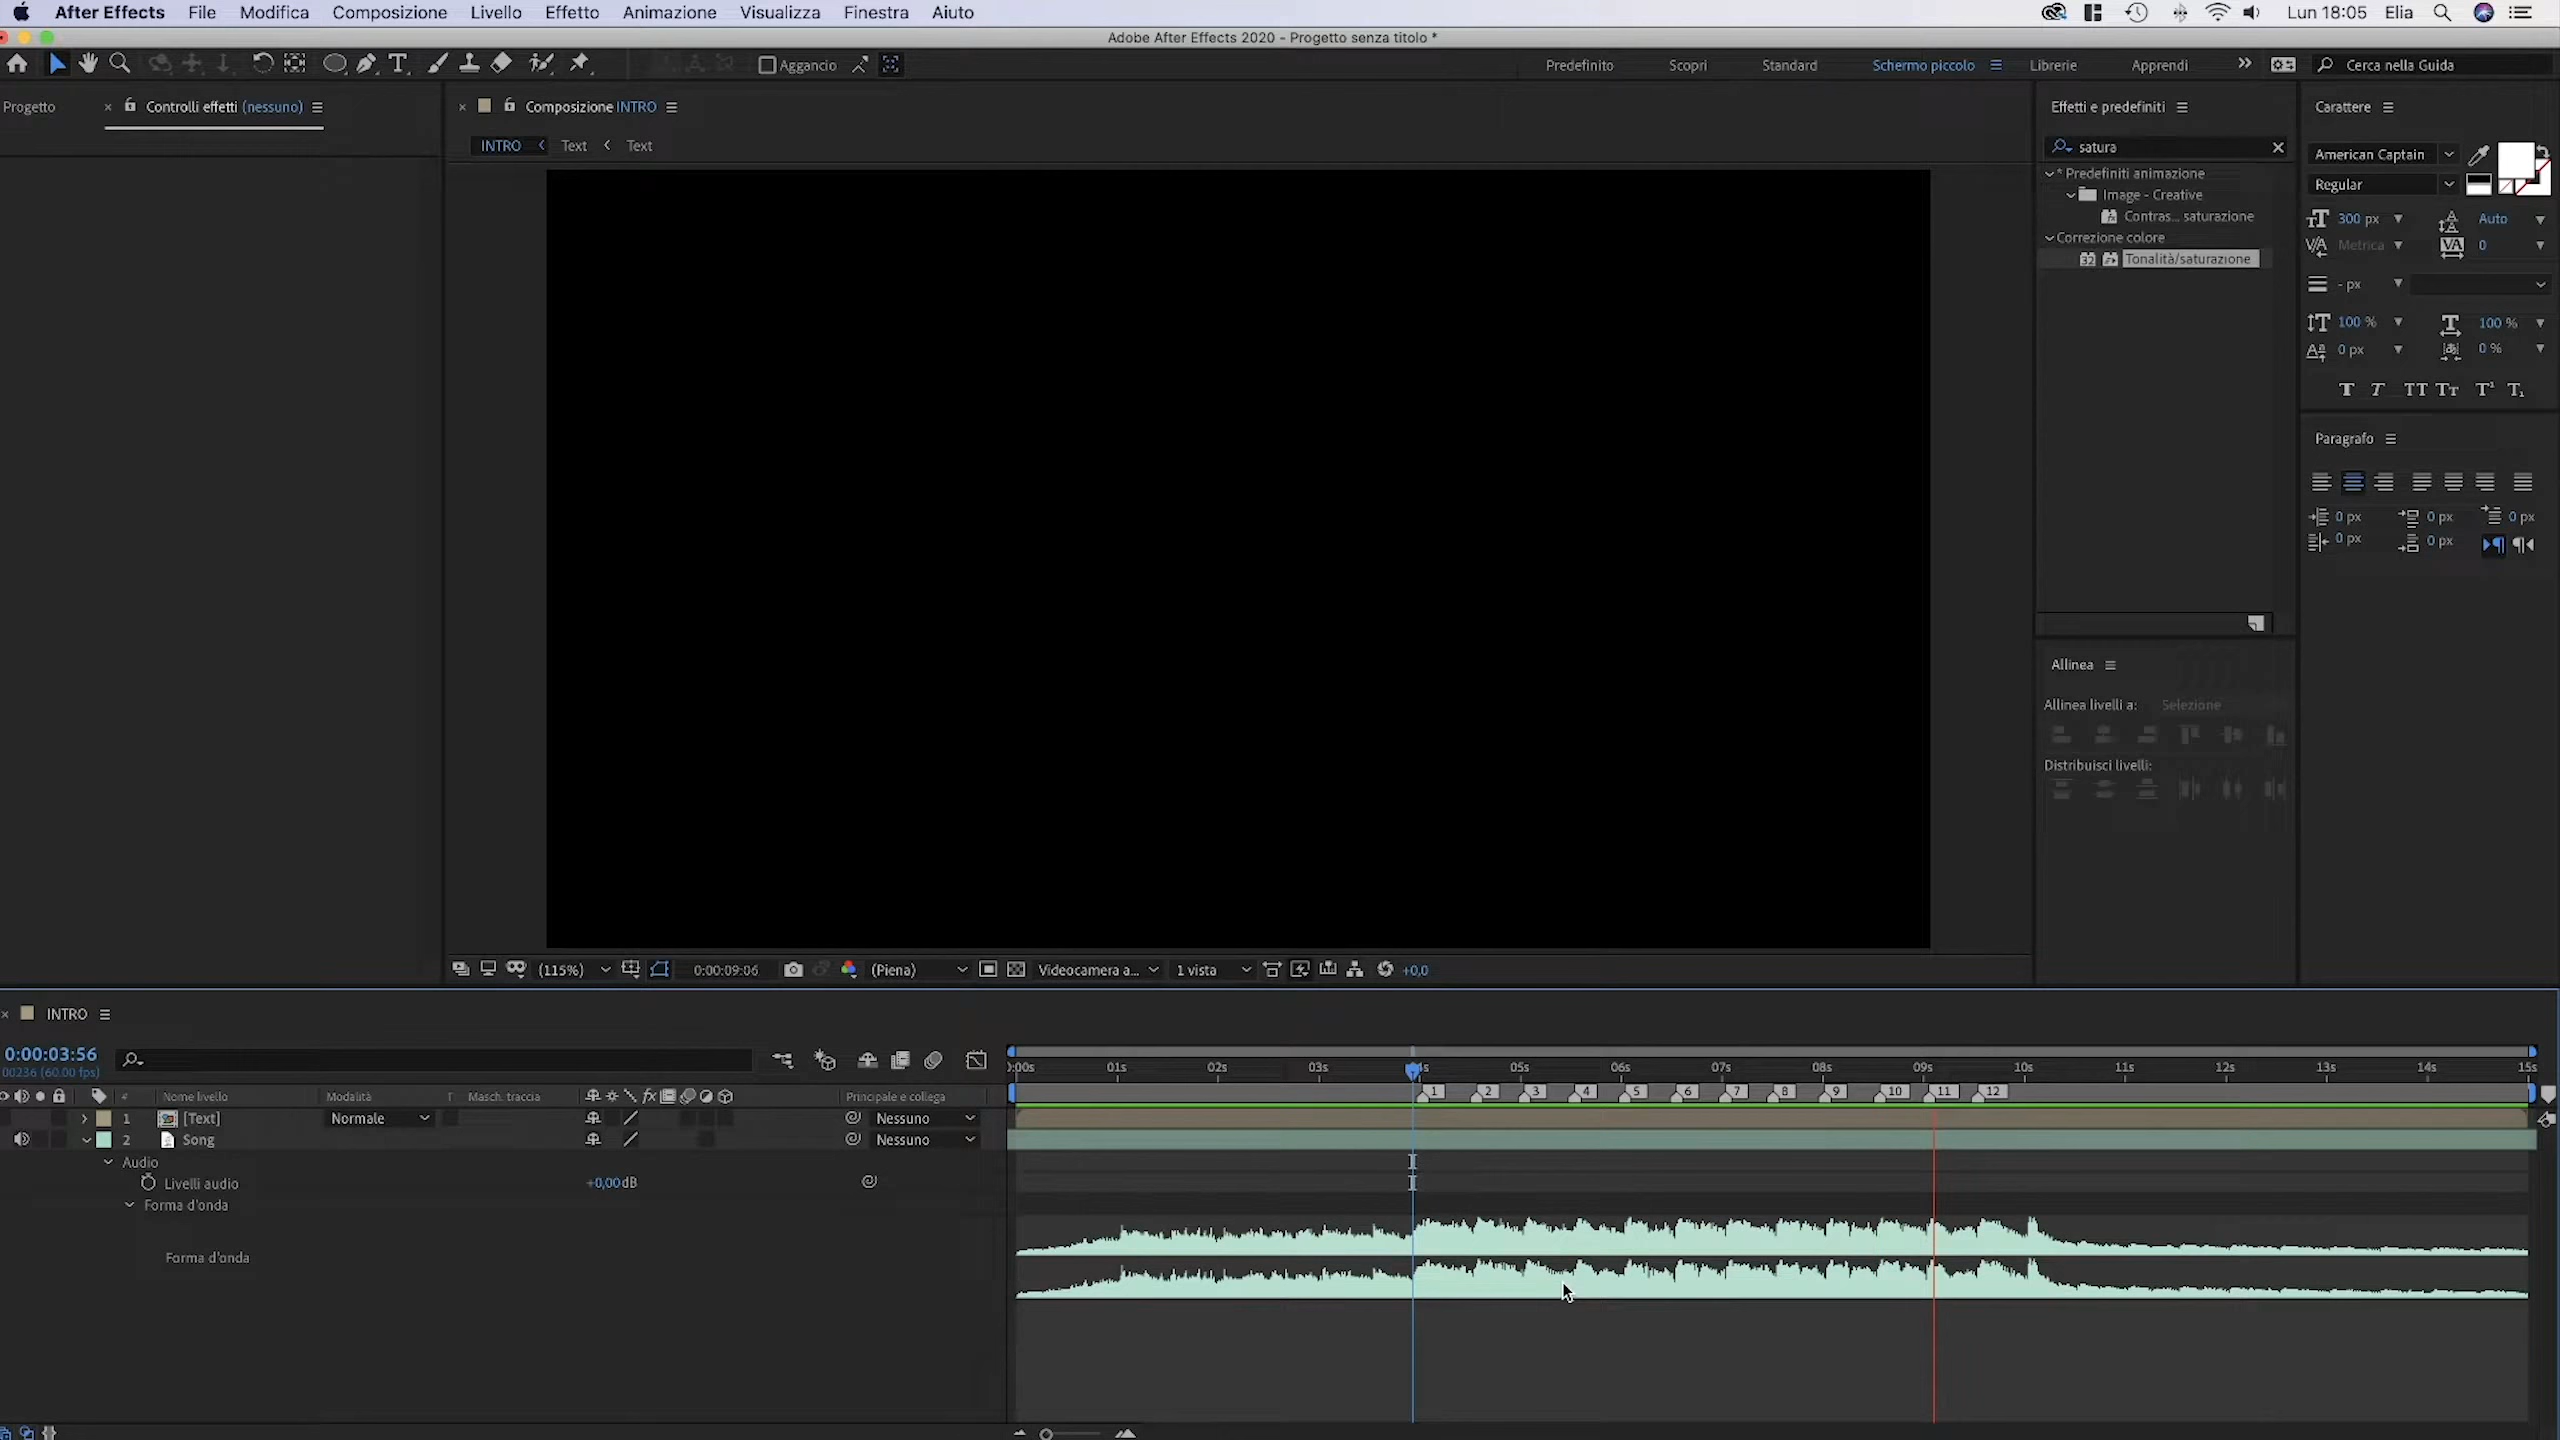 After Effects File Modifica Composizione Livello Effetto Animazione Visualizza Finestra Aiuto Lun 18:05 Elia
Adobe After Effects 2020 - Progetto senza titolo *
Aggancio Predefinito Scopri Standard Schermo piccolo Librerie Apprendi Cerca nella Guida
Progetto Controlli effetti (nessuno) Composizione INTRO Effetti e predefiniti Carattere
INTRO Text Text
satura
American Captain
* Predefiniti animazione
Regular
Image - Creative
Contras... saturazione
300 px Auto
Correzione colore
Metrica 0
32 Tonalità/saturazione
- px
100 % 100 %
0 px 0 %
T T TT Tт T¹ T₁
Paragrafo
0 px 0 px 0 px
0 px 0 px
Allinea
Allinea livelli a: Selezione
Distribuisci livelli:
(115%) 0:00:09:06 (Piena) Videocamera a... 1 vista +0,0
INTRO
0:00:03:56
00236 (60.00 fps)
:00s 01s 02s 03s 4s 05s 06s 07s 08s 09s 10s 11s 12s 13s 14s 15s
1 2 3 4 5 6 7 8 9 10 11 12
# Nome livello Modalità T Masch. traccia fx Principale e collega
1 [Text] Normale Nessuno
2 Song Nessuno
Audio
Livelli audio +0,00dB
Forma d'onda
Forma d'onda